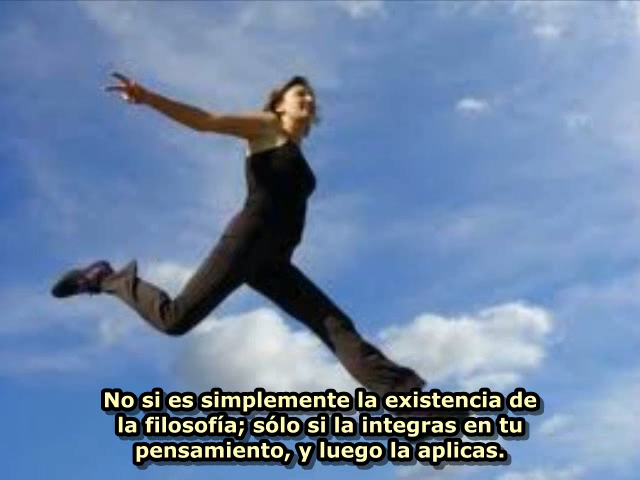 No si es simplemente la existencia de
la filosofía; sólo si la integras en tu
pensamiento, y luego la aplicas.